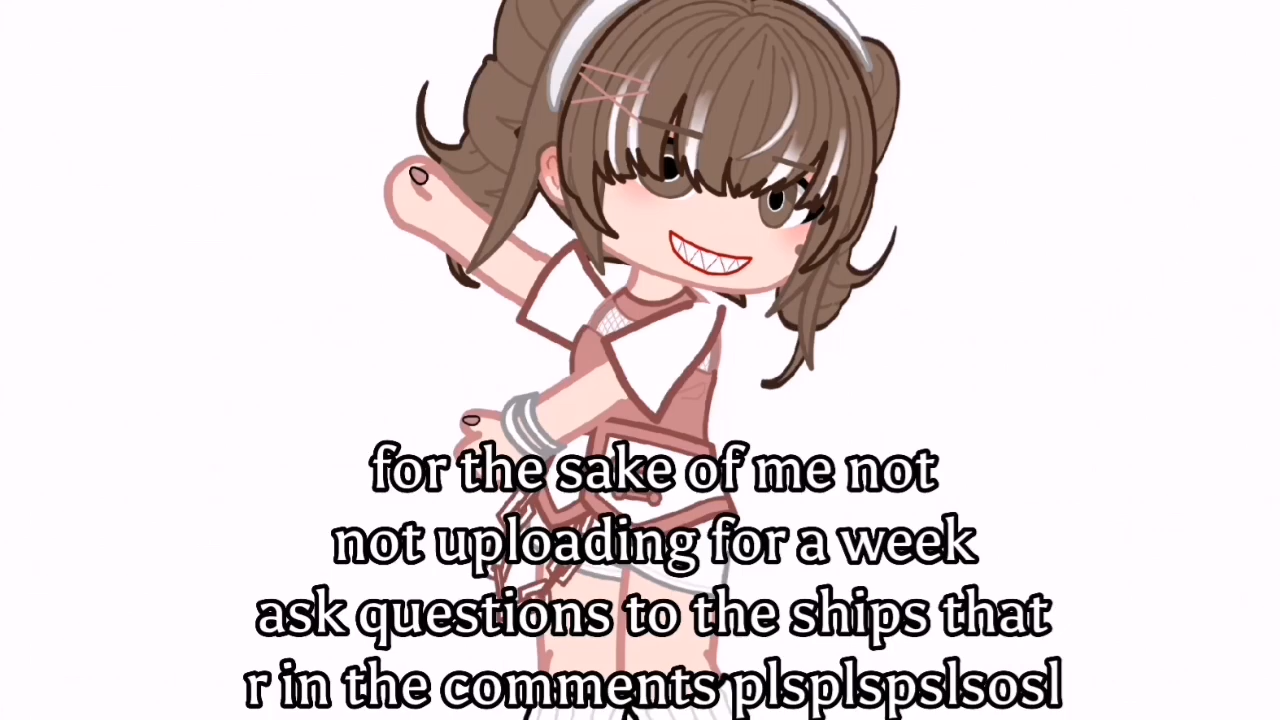 for the sake of me not
not uploading for a week
ask questions to the ships that
r in the comments plsplspslsosl